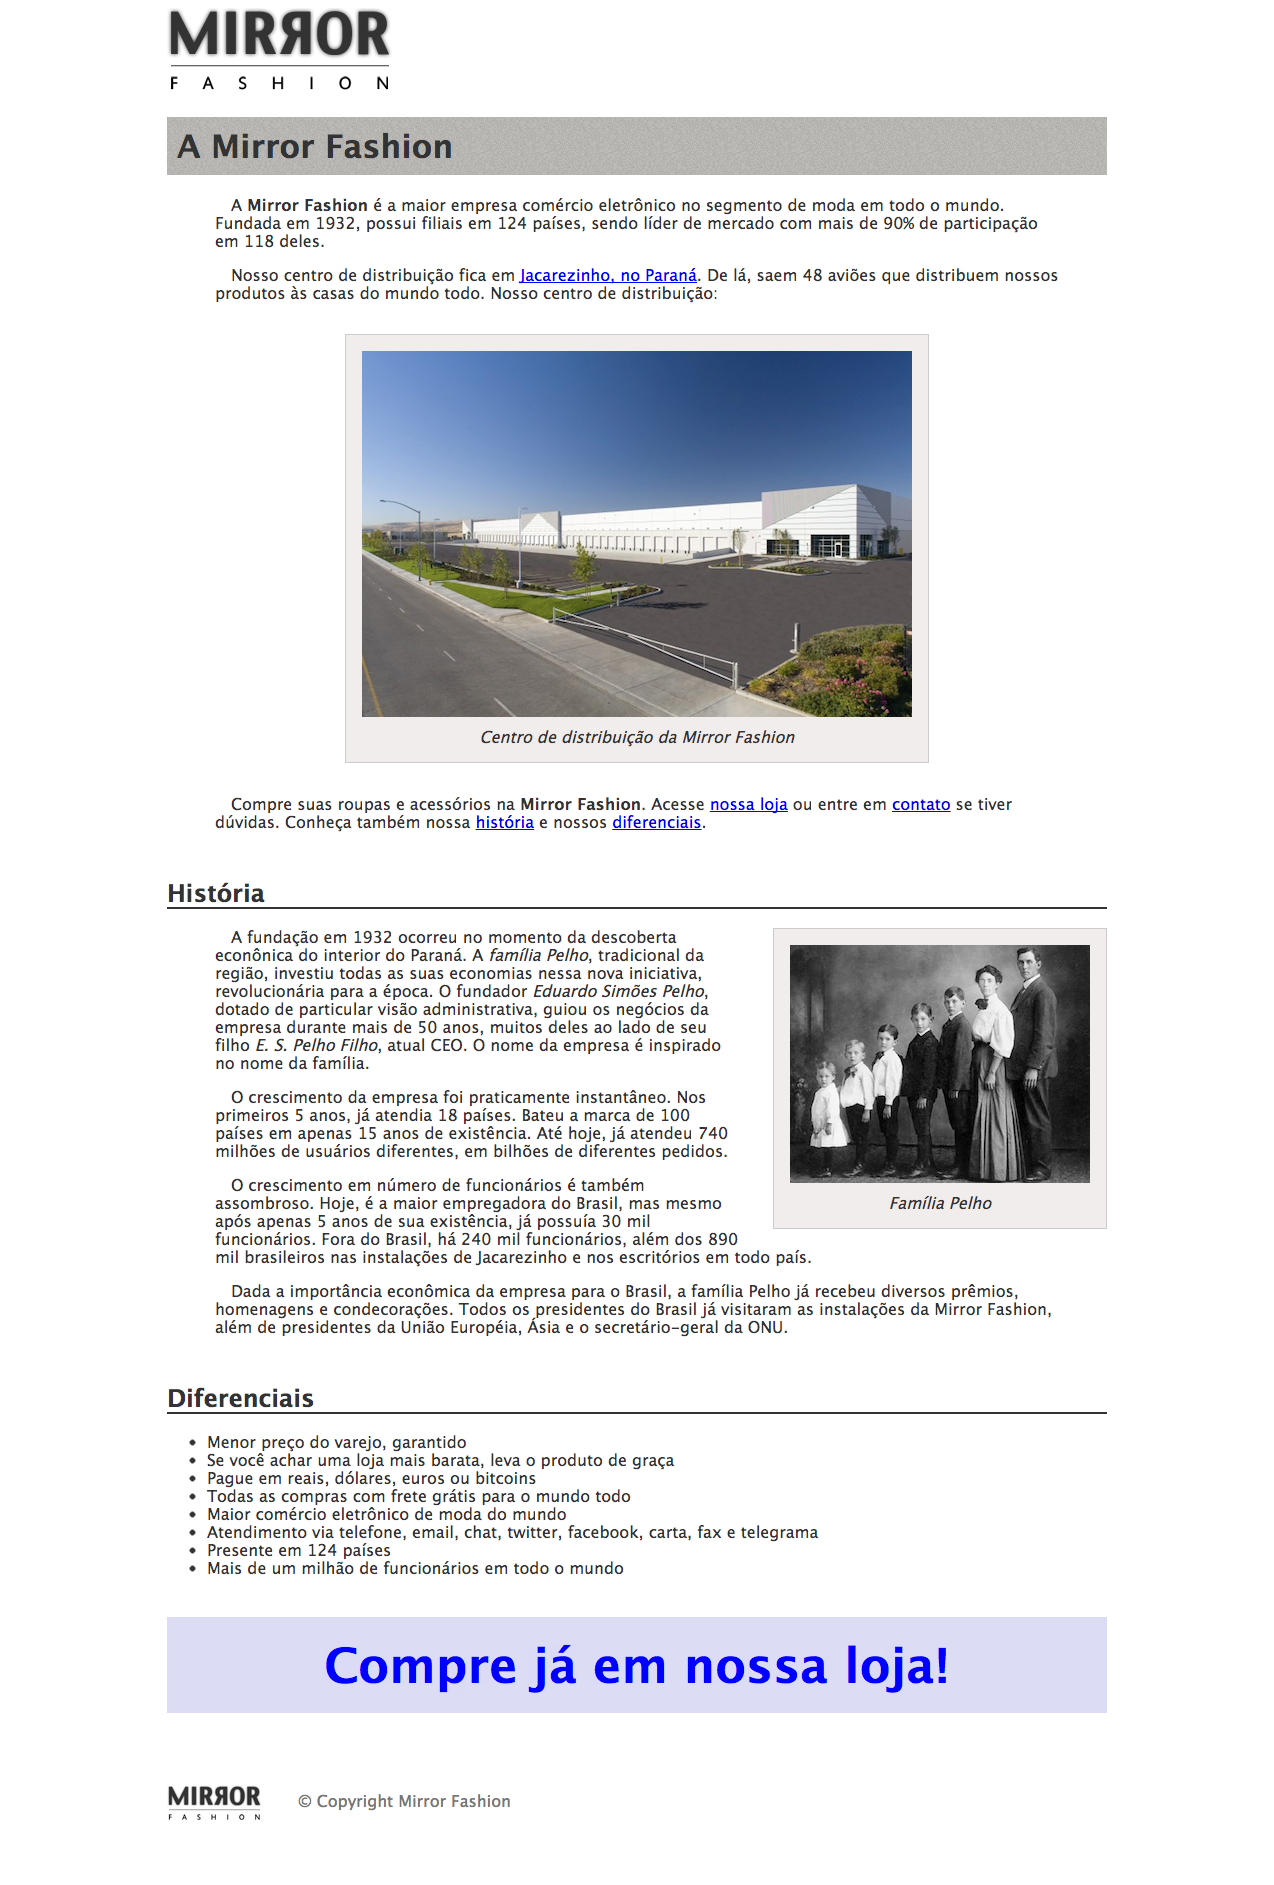 MIRROR
FASHION
A Mirror Fashion
A Mirror Fashion é a maior empresa comércio eletrônico no segmento de moda em todo o mundo.
Fundada em 1932, possui filiais em 124 países, sendo líder de mercado com mais de 90% de participação
em 118 deles.
Nosso centro de distribuição fica em Jacarezinho, no Paraná. De lá, saem 48 aviões que distribuem nossos
produtos às casas do mundo todo. Nosso centro de distribuição:
Centro de distribuição da Mirror Fashion
Compre suas roupas e acessórios na Mirror Fashion. Acesse nossa loja ou entre em contato se tiver
dúvidas. Conheça também nossa história e nossos diferenciais.
História
A fundação em 1932 ocorreu no momento da descoberta
econônica do interior do Paraná. A família Pelho, tradicional da
região, investiu todas as suas economias nessa nova iniciativa,
revolucionária para a época. O fundador Eduardo Simões Pelho,
dotado de particular visão administrativa, guiou os negócios da
empresa durante mais de 50 anos, muitos deles ao lado de seu
filho E. S. Pelho Filho, atual CEO. O nome da empresa é inspirado
no nome da família.
O crescimento da empresa foi praticamente instantâneo. Nos
primeiros 5 anos, já atendia 18 países. Bateu a marca de 100
países em apenas 15 anos de existência. Até hoje, já atendeu 740
milhões de usuários diferentes, em bilhões de diferentes pedidos.
O crescimento em número de funcionários é também
assombroso. Hoje, é a maior empregadora do Brasil, mas mesmo
após apenas 5 anos de sua existência, já possuía 30 mil
funcionários. Fora do Brasil, há 240 mil funcionários, além dos 890
mil brasileiros nas instalações de Jacarezinho e nos escritórios em todo país.
Família Pelho
Dada a importância econômica da empresa para o Brasil, a família Pelho já recebeu diversos prêmios,
homenagens e condecorações. Todos os presidentes do Brasil já visitaram as instalações da Mirror Fashion,
além de presidentes da União Européia, Ásia e o secretário-geral da ONU.
Diferenciais
• Menor preço do varejo, garantido
• Se você achar uma loja mais barata, leva o produto de graça
• Pague em reais, dólares, euros ou bitcoins
• Todas as compras com frete grátis para o mundo todo
• Maior comércio eletrônico de moda do mundo
• Atendimento via telefone, email, chat, twitter, facebook, carta, fax e telegrama
• Presente em 124 países
• Mais de um milhão de funcionários em todo o mundo
Compre já em nossa loja!
MIRROR
FASHION
© Copyright Mirror Fashion